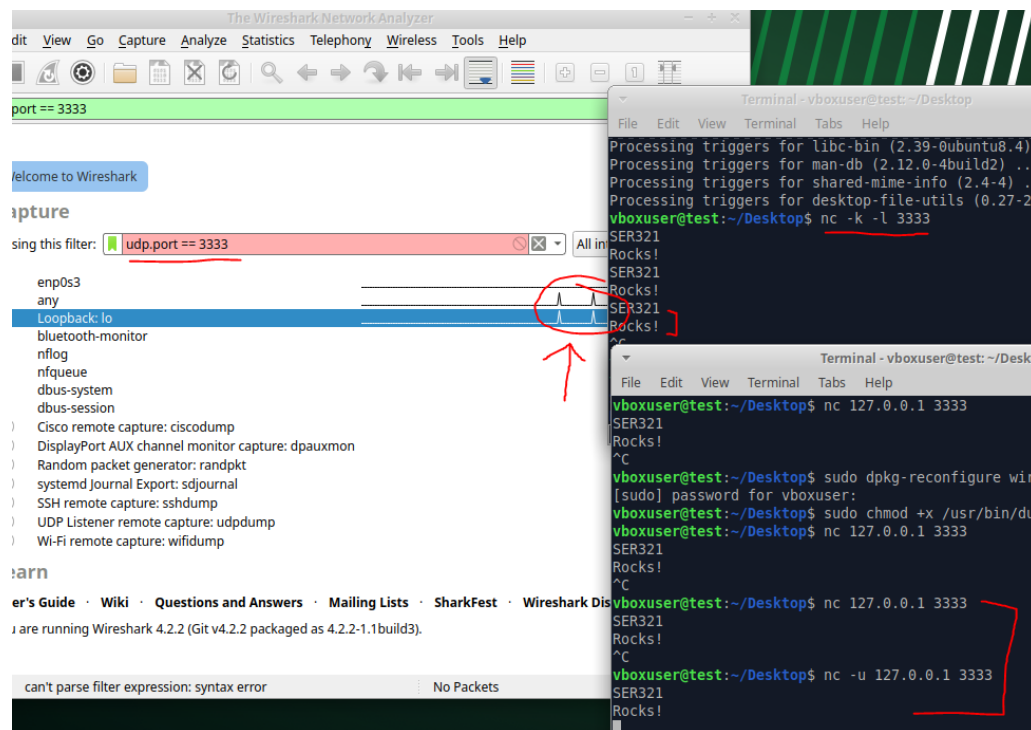 The Wireshark Network Analyzer
dit View Go Capture Analyze Statistics Telephony Wireless Tools Help
port == 3333
Welcome to Wireshark
apture
sing this filter: udp.port == 3333 All in
enp0s3
any
Loopback: lo
bluetooth-monitor
nflog
nfqueue
dbus-system
dbus-session
Cisco remote capture: ciscodump
DisplayPort AUX channel monitor capture: dpauxmon
Random packet generator: randpkt
systemd Journal Export: sdjournal
SSH remote capture: sshdump
UDP Listener remote capture: udpdump
Wi-Fi remote capture: wifidump
earn
er's Guide · Wiki · Questions and Answers · Mailing Lists · SharkFest · Wireshark Dis
u are running Wireshark 4.2.2 (Git v4.2.2 packaged as 4.2.2-1.1build3).
can't parse filter expression: syntax error No Packets
Terminal - vboxuser@test: ~/Desktop
File Edit View Terminal Tabs Help
Processing triggers for libc-bin (2.39-0ubuntu8.4)
Processing triggers for man-db (2.12.0-4build2) ..
Processing triggers for shared-mime-info (2.4-4) .
Processing triggers for desktop-file-utils (0.27-2
vboxuser@test:~/Desktop$ nc -k -l 3333
SER321
Rocks!
SER321
Rocks!
SER321
Rocks!
^C
Terminal - vboxuser@test: ~/Desk
File Edit View Terminal Tabs Help
vboxuser@test:~/Desktop$ nc 127.0.0.1 3333
SER321
Rocks!
^C
vboxuser@test:~/Desktop$ sudo dpkg-reconfigure wir
[sudo] password for vboxuser:
vboxuser@test:~/Desktop$ sudo chmod +x /usr/bin/du
vboxuser@test:~/Desktop$ nc 127.0.0.1 3333
SER321
Rocks!
^C
vboxuser@test:~/Desktop$ nc 127.0.0.1 3333
SER321
Rocks!
^C
vboxuser@test:~/Desktop$ nc -u 127.0.0.1 3333
SER321
Rocks!